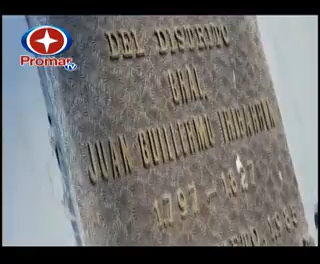 Promar
TV
DEL DISTRITO
GRAL.
JUAN GUILLERMO IRIBARREN
1797 - 1827